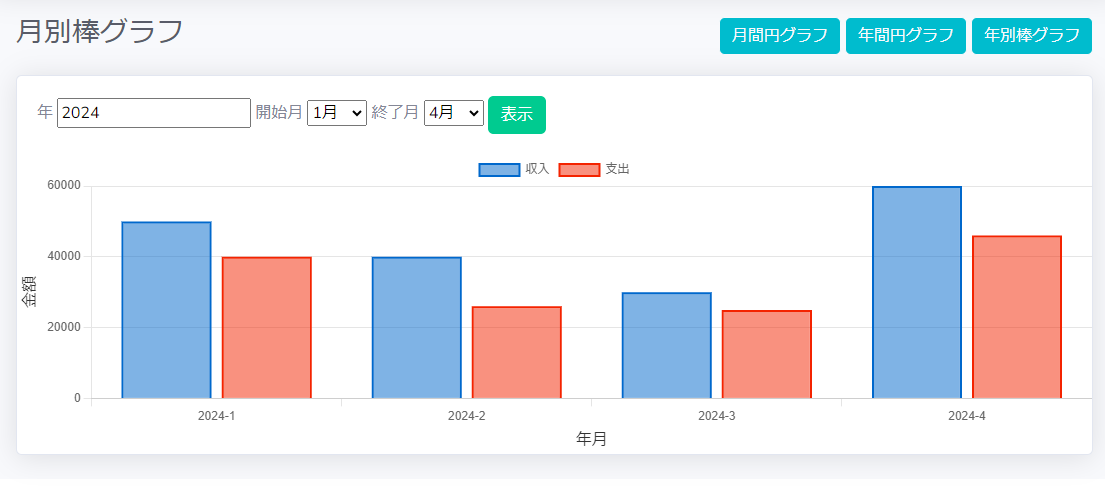 月別棒グラフ
月間円グラフ 年間円グラフ 年別棒グラフ
年 2024 開始月 1月 終了月 4月 表示
収入 支出
60000
40000
20000
0
金額
2024-1 2024-2 2024-3 2024-4
年月